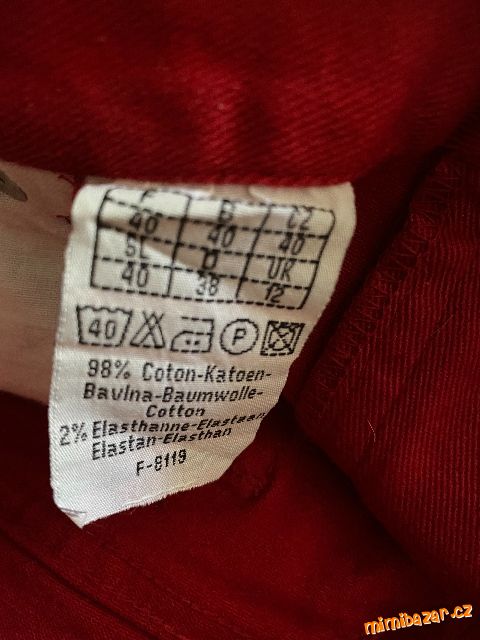 F B CZ
40 40 40
SL D UK
40 38 12
40 P
98% Coton-Katoen-
Bavlna-Baumwolle-
Cotton
2% Elasthanne-Elastaan
Elastan-Elasthan
F-8119
mimibazar.cz